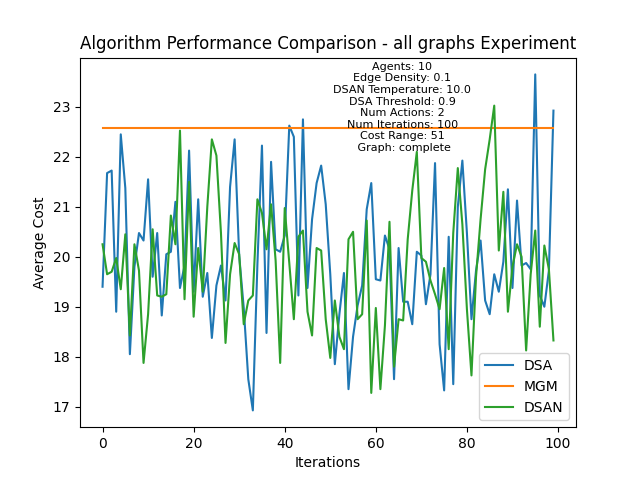 Algorithm Performance Comparison - all graphs Experiment
Agents: 10
Edge Density: 0.1
DSAN Temperature: 10.0
DSA Threshold: 0.9
Num Actions: 2
Num Iterations: 100
Cost Range: 51
Graph: complete
Average Cost
23
22
21
20
19
18
17
0
20
40
60
80
100
Iterations
DSA
MGM
DSAN